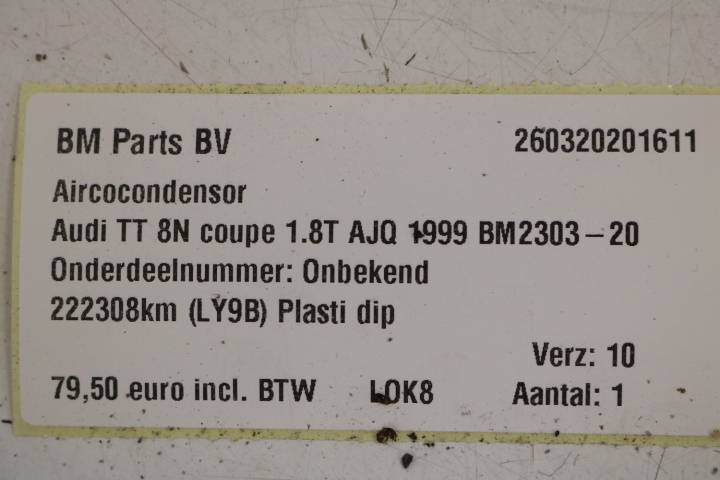 BM Parts BV 260320201611
Aircocondensor
Audi TT 8N coupe 1.8T AJQ 1999 BM2303-20
Onderdeelnummer: Onbekend
222308km (LY9B) Plasti dip
Verz: 10
79,50 euro incl. BTW LOK8 Aantal: 1